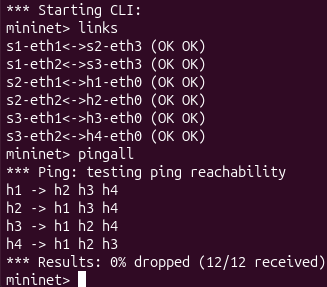 *** Starting CLI:
mininet> links
s1-eth1<->s2-eth3 (OK OK)
s1-eth2<->s3-eth3 (OK OK)
s2-eth1<->h1-eth0 (OK OK)
s2-eth2<->h2-eth0 (OK OK)
s3-eth1<->h3-eth0 (OK OK)
s3-eth2<->h4-eth0 (OK OK)
mininet> pingall
*** Ping: testing ping reachability
h1 -> h2 h3 h4
h2 -> h1 h3 h4
h3 -> h1 h2 h4
h4 -> h1 h2 h3
*** Results: 0% dropped (12/12 received)
mininet>